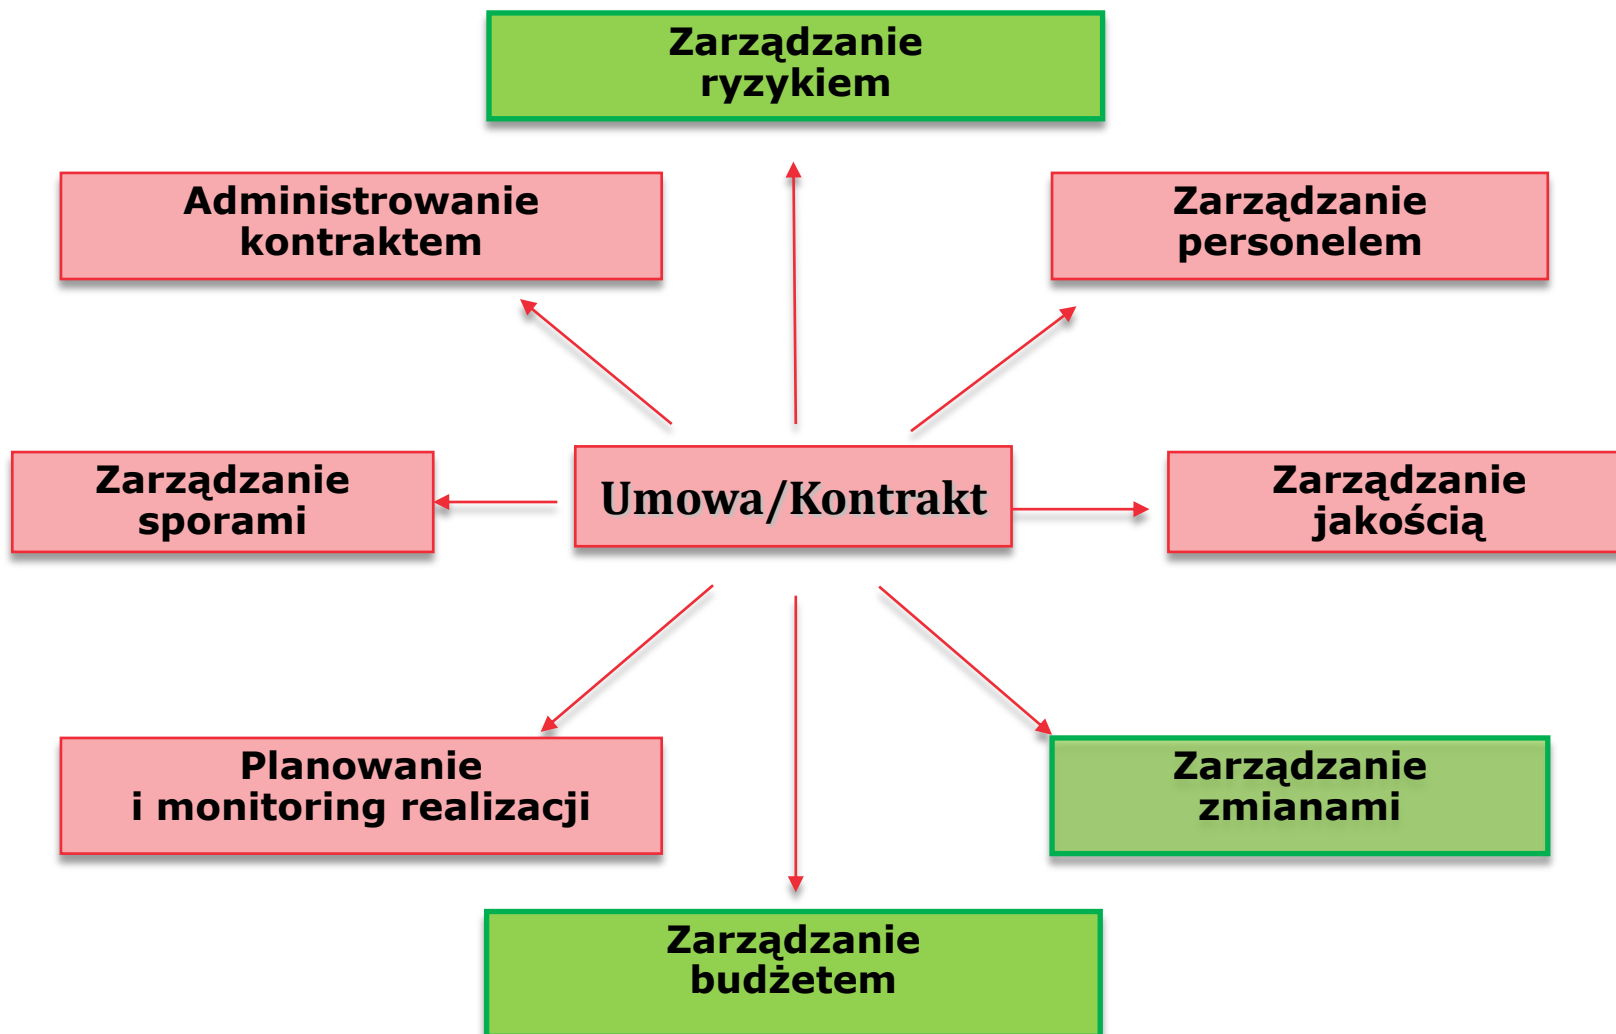 Zarządzanie
ryzykiem
Administrowanie
kontraktem
Zarządzanie
personelem
Zarządzanie
sporami
Umowa/Kontrakt
Zarządzanie
jakością
Planowanie
i monitoring realizacji
Zarządzanie
zmianami
Zarządzanie
budżetem